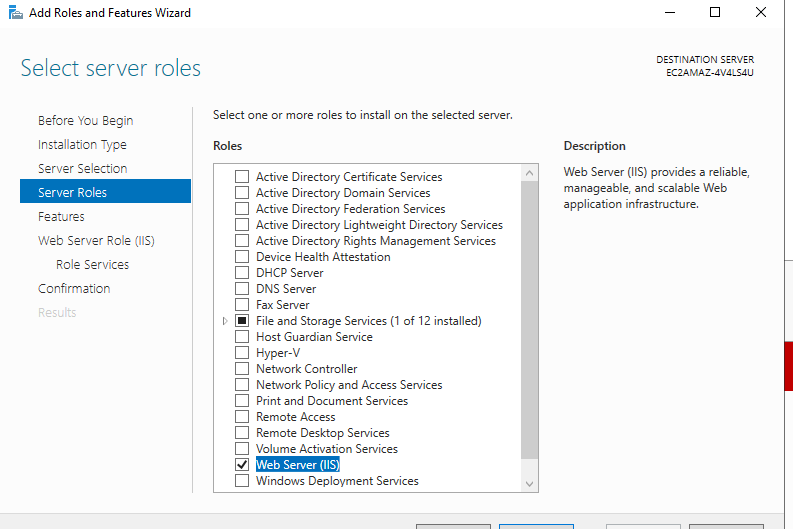 Add Roles and Features Wizard
Select server roles
DESTINATION SERVER
EC2AMAZ-4V4LS4U
Before You Begin
Installation Type
Server Selection
Server Roles
Features
Web Server Role (IIS)
Role Services
Confirmation
Results
Select one or more roles to install on the selected server.
Roles
Active Directory Certificate Services
Active Directory Domain Services
Active Directory Federation Services
Active Directory Lightweight Directory Services
Active Directory Rights Management Services
Device Health Attestation
DHCP Server
DNS Server
Fax Server
File and Storage Services (1 of 12 installed)
Host Guardian Service
Hyper-V
Network Controller
Network Policy and Access Services
Print and Document Services
Remote Access
Remote Desktop Services
Volume Activation Services
Web Server (IIS)
Windows Deployment Services
Description
Web Server (IIS) provides a reliable,
manageable, and scalable Web
application infrastructure.